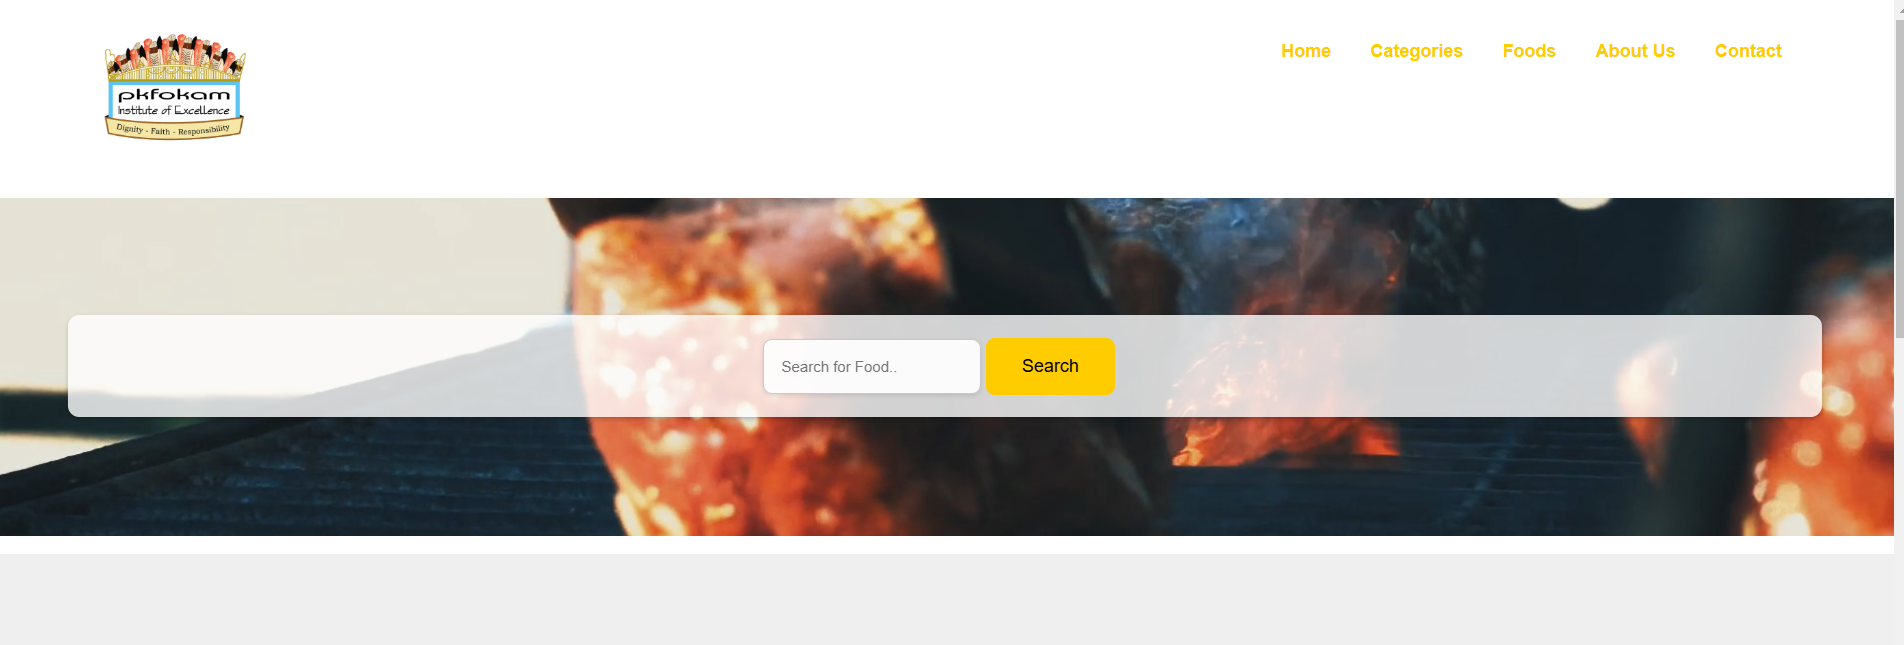 pkfokam
Institute of Excellence
Dignity - Faith - Responsibility
Home Categories Foods About Us Contact
Search for Food.. Search